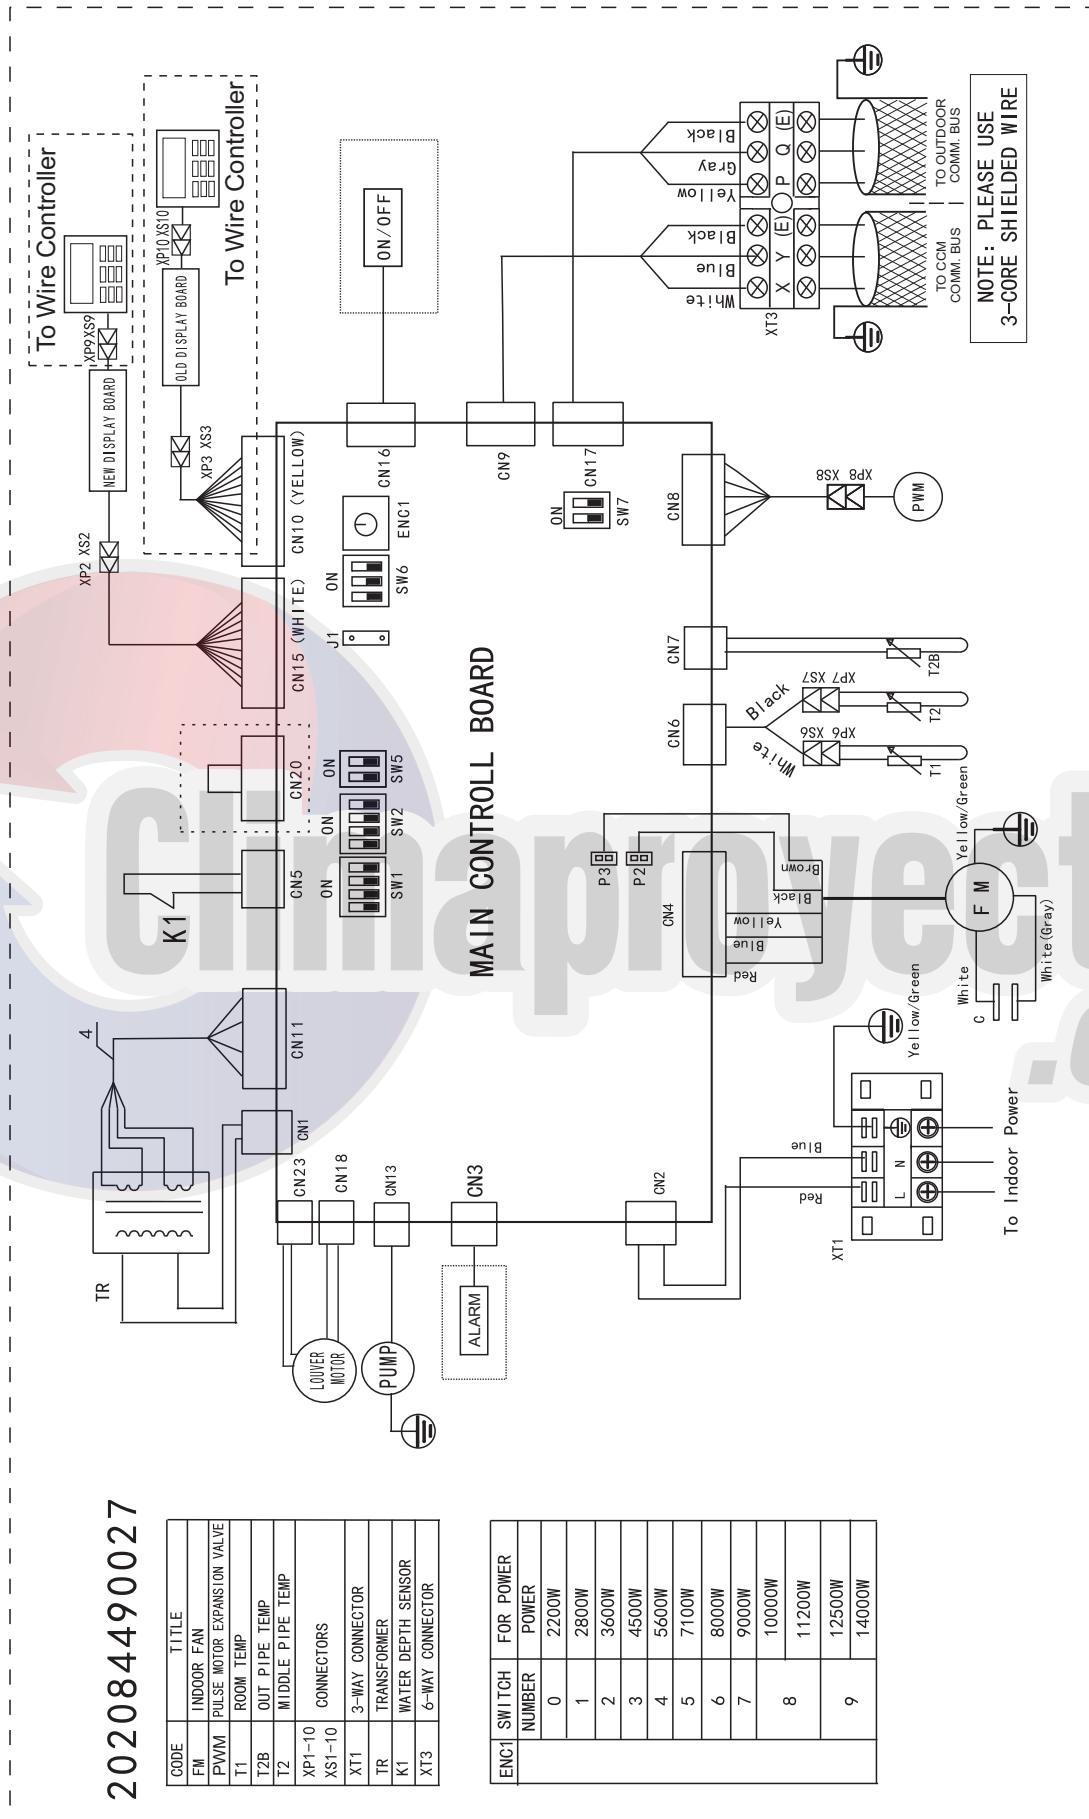 202084490027
CODE TITLE
FM INDOOR FAN
PWM PULSE MOTOR EXPANSION VALVE
T1 ROOM TEMP
T2B OUT PIPE TEMP
T2 MIDDLE PIPE TEMP
XP1-10
XS1-10 CONNECTORS
XT1 3-WAY CONNECTOR
TR TRANSFORMER
K1 WATER DEPTH SENSOR
XT3 6-WAY CONNECTOR
ENC1 SWITCH FOR POWER
NUMBER POWER
0 2200W
1 2800W
2 3600W
3 4500W
4 5600W
5 7100W
6 8000W
7 9000W
8 10000W
11200W
9 12500W
14000W
TR
4
K1
CN1
CN11
CN5
CN20
CN15 (WHITE)
CN10 (YELLOW)
XP2 XS2
NEW DISPLAY BOARD
XP9XS9
To Wire Controller
XP3 XS3
OLD DISPLAY BOARD
XP10 XS10
To Wire Controller
CN23
CN18
CN13
CN3
CN2
LOUVER
MOTOR
PUMP
ALARM
ON
SW1
ON
SW2
ON
SW5
J1
ON
SW6
ENC1
CN16
ON/OFF
MAIN CONTROLL BOARD
CN9
CN17
ON
SW7
White
Blue
Black
Yellow
Gray
Black
XT3
X Y (E) P Q (E)
TO CCM
COMM. BUS
TO OUTDOOR
COMM. BUS
NOTE: PLEASE USE
3-CORE SHIELDED WIRE
P3
P2
CN4
CN6
CN7
CN8
Red
Blue
Yellow
Black
Brown
White
Black
XP6 XS6
XP7 XS7
T1
T2
T2B
XP8 XS8
PWM
Red
Blue
XT1
L N
Yellow/Green
To Indoor Power
FM
Yellow/Green
White
C
White(Gray)
Climaproyect